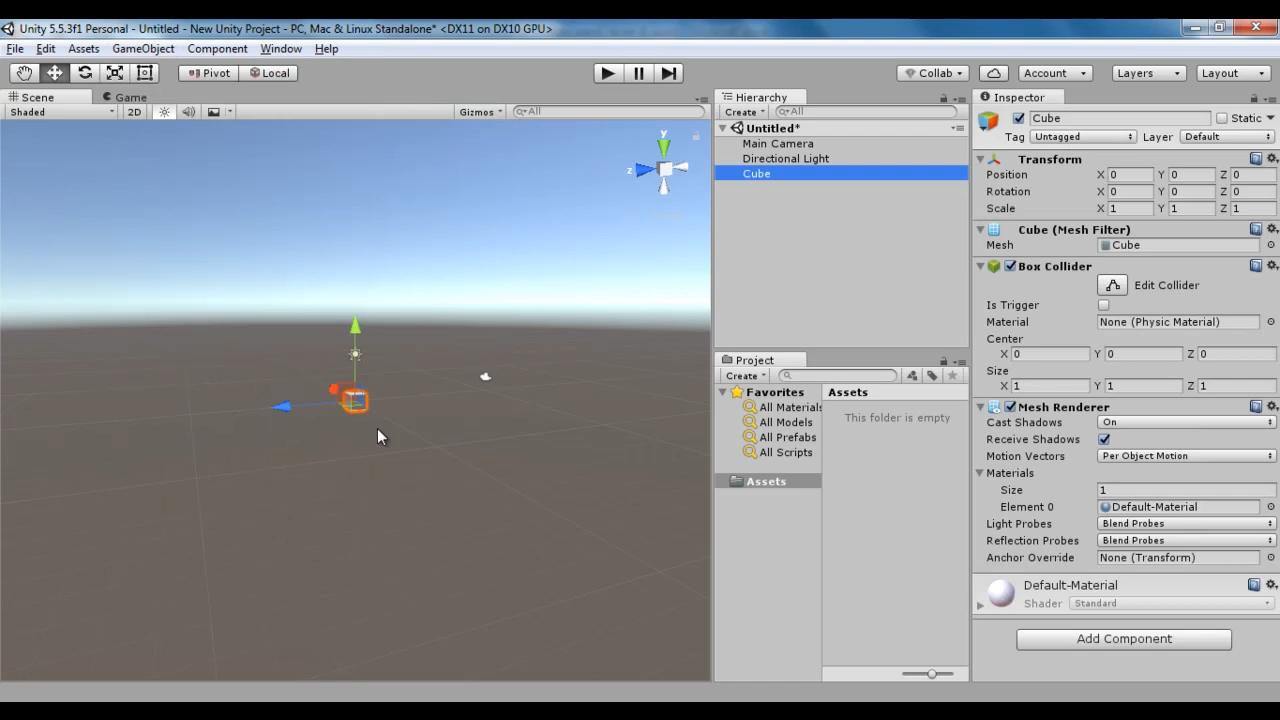 Unity 5.5.3f1 Personal - Untitled - New Unity Project - PC, Mac & Linux Standalone* <DX11 on DX10 GPU>
File Edit Assets GameObject Component Window Help
Pivot Local Collab Account Layers Layout
Scene Game
Shaded 2D Gizmos All
y
z
Hierarchy
Create All
Untitled*
Main Camera
Directional Light
Cube
Project
Create
Favorites
All Materials
All Models
All Prefabs
All Scripts
Assets
Assets
This folder is empty
Inspector
Cube Static
Tag Untagged Layer Default
Transform
Position X 0 Y 0 Z 0
Rotation X 0 Y 0 Z 0
Scale X 1 Y 1 Z 1
Cube (Mesh Filter)
Mesh Cube
Box Collider
Edit Collider
Is Trigger
Material None (Physic Material)
Center
X 0 Y 0 Z 0
Size
X 1 Y 1 Z 1
Mesh Renderer
Cast Shadows On
Receive Shadows
Motion Vectors Per Object Motion
Materials
Size 1
Element 0 Default-Material
Light Probes Blend Probes
Reflection Probes Blend Probes
Anchor Override None (Transform)
Default-Material
Shader Standard
Add Component